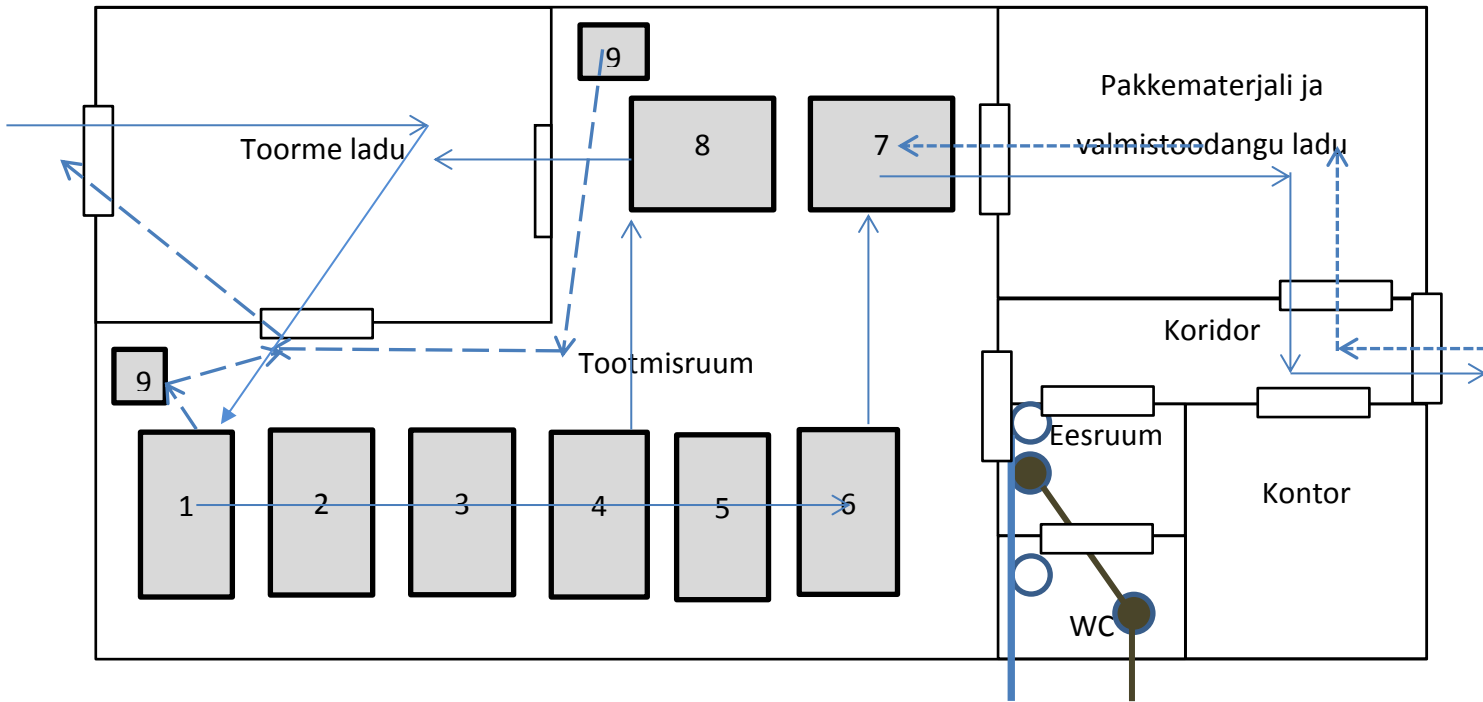 9
Pakkematerjali ja
Toorme ladu
8
7
valmistoodangu ladu
Koridor
9
Tootmisruum
Eesruum
1
2
3
4
5
6
Kontor
WC